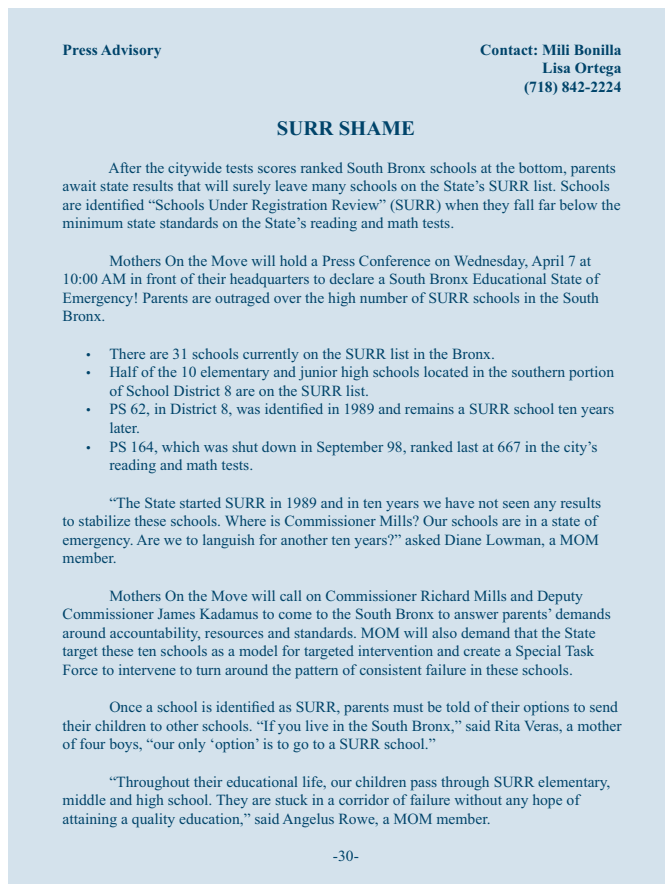 Press Advisory
Contact: Mili Bonilla
Lisa Ortega
(718) 842-2224
SURR SHAME
After the citywide tests scores ranked South Bronx schools at the bottom, parents
await state results that will surely leave many schools on the State’s SURR list. Schools
are identified “Schools Under Registration Review” (SURR) when they fall far below the
minimum state standards on the State’s reading and math tests.
Mothers On the Move will hold a Press Conference on Wednesday, April 7 at
10:00 AM in front of their headquarters to declare a South Bronx Educational State of
Emergency! Parents are outraged over the high number of SURR schools in the South
Bronx.
• There are 31 schools currently on the SURR list in the Bronx.
• Half of the 10 elementary and junior high schools located in the southern portion
of School District 8 are on the SURR list.
• PS 62, in District 8, was identified in 1989 and remains a SURR school ten years
later.
• PS 164, which was shut down in September 98, ranked last at 667 in the city’s
reading and math tests.
“The State started SURR in 1989 and in ten years we have not seen any results
to stabilize these schools. Where is Commissioner Mills? Our schools are in a state of
emergency. Are we to languish for another ten years?” asked Diane Lowman, a MOM
member.
Mothers On the Move will call on Commissioner Richard Mills and Deputy
Commissioner James Kadamus to come to the South Bronx to answer parents’ demands
around accountability, resources and standards. MOM will also demand that the State
target these ten schools as a model for targeted intervention and create a Special Task
Force to intervene to turn around the pattern of consistent failure in these schools.
Once a school is identified as SURR, parents must be told of their options to send
their children to other schools. “If you live in the South Bronx,” said Rita Veras, a mother
of four boys, “our only ‘option’ is to go to a SURR school.”
“Throughout their educational life, our children pass through SURR elementary,
middle and high school. They are stuck in a corridor of failure without any hope of
attaining a quality education,” said Angelus Rowe, a MOM member.
-30-